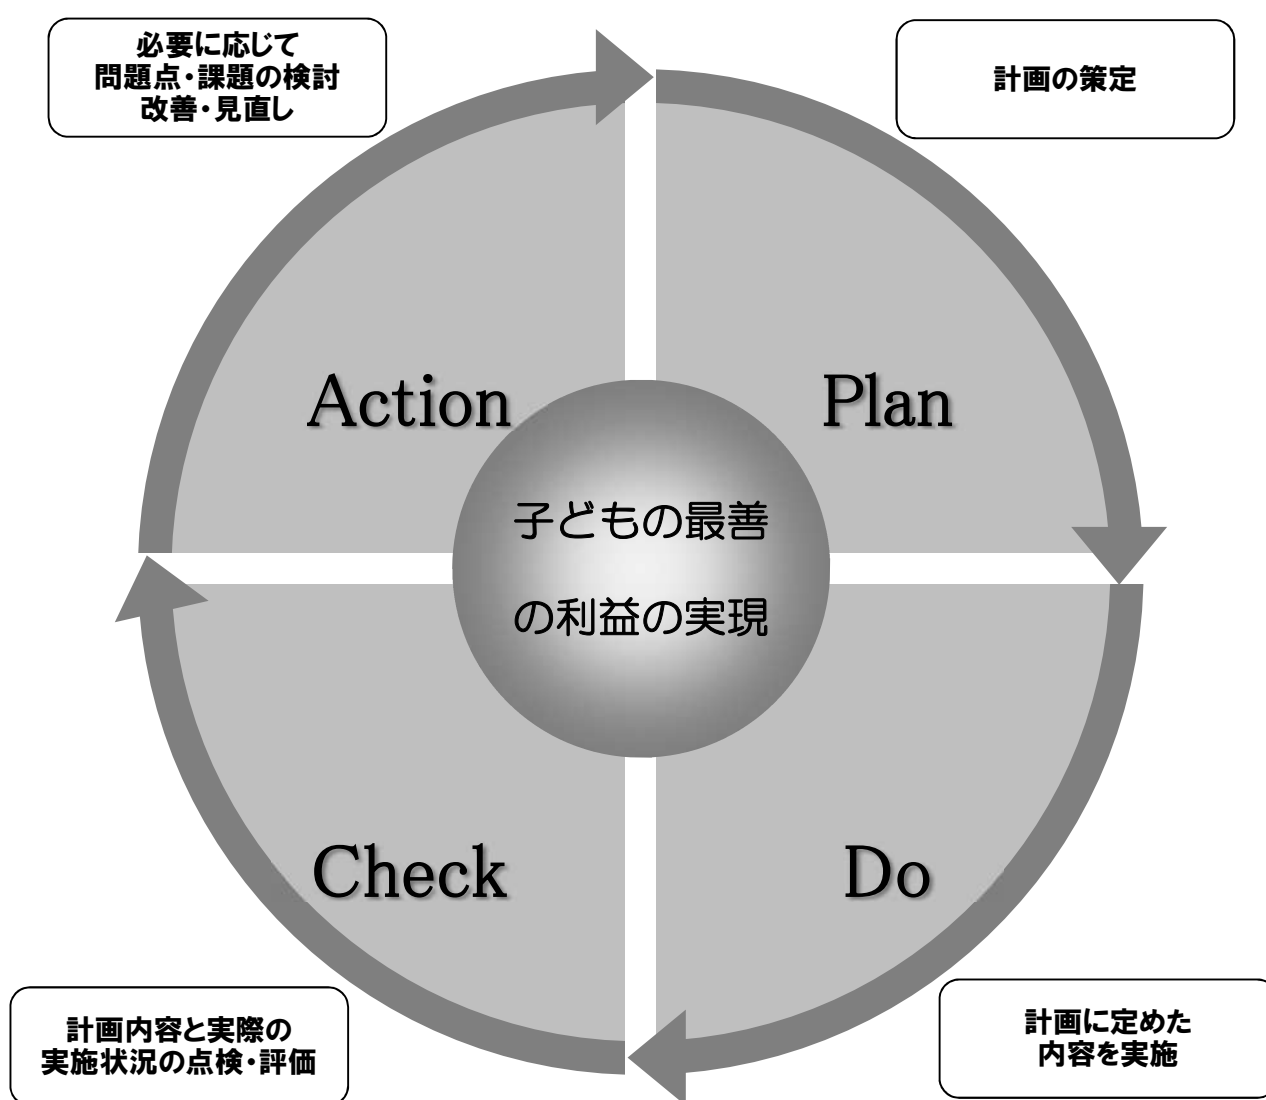 必要に応じて
問題点・課題の検討
改善・見直し
計画の策定
Action
Plan
子どもの最善
の利益の実現
Check
Do
計画内容と実際の
実施状況の点検・評価
計画に定めた
内容を実施